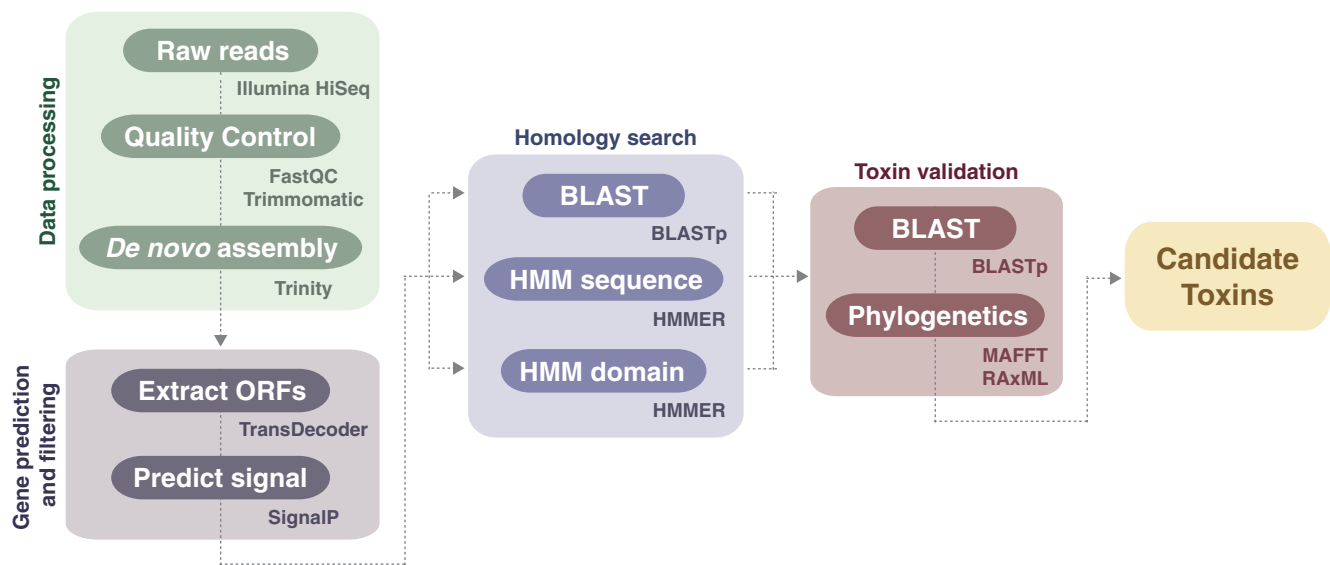 Data processing
Raw reads
Illumina HiSeq
Quality Control
FastQC
Trimmomatic
De novo assembly
Trinity
Gene prediction
and filtering
Extract ORFs
TransDecoder
Predict signal
SignalP
Homology search
BLAST
BLASTp
HMM sequence
HMMER
HMM domain
HMMER
Toxin validation
BLAST
BLASTp
Phylogenetics
MAFFT
RAxML
Candidate
Toxins